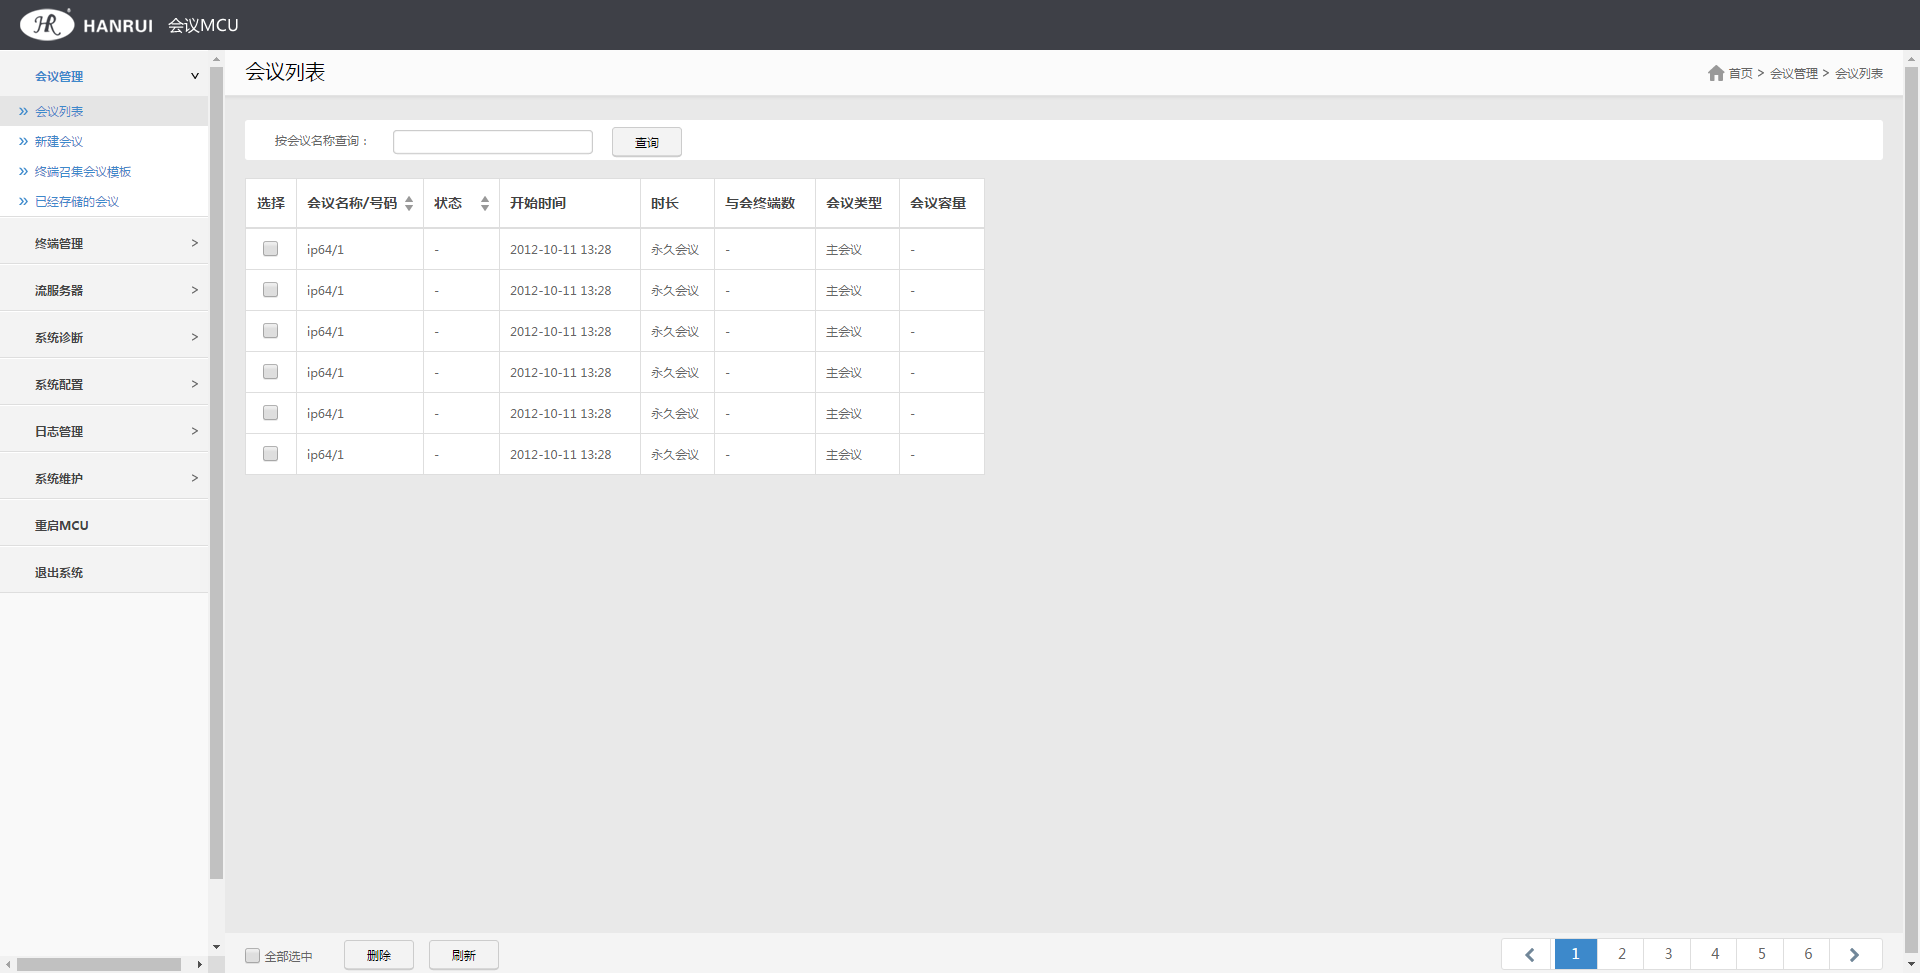 HR HANRUI 会议MCU
会议管理
» 会议列表
» 新建会议
» 终端召集会议模板
» 已经存储的会议
终端管理 >
流服务器 >
系统诊断 >
系统配置 >
日志管理 >
系统维护 >
重启MCU
退出系统
会议列表
首页 > 会议管理 > 会议列表
按会议名称查询： 查询
选择 会议名称/号码 状态 开始时间 时长 与会终端数 会议类型 会议容量
ip64/1 - 2012-10-11 13:28 永久会议 - 主会议 -
ip64/1 - 2012-10-11 13:28 永久会议 - 主会议 -
ip64/1 - 2012-10-11 13:28 永久会议 - 主会议 -
ip64/1 - 2012-10-11 13:28 永久会议 - 主会议 -
ip64/1 - 2012-10-11 13:28 永久会议 - 主会议 -
ip64/1 - 2012-10-11 13:28 永久会议 - 主会议 -
全部选中 删除 刷新
1 2 3 4 5 6